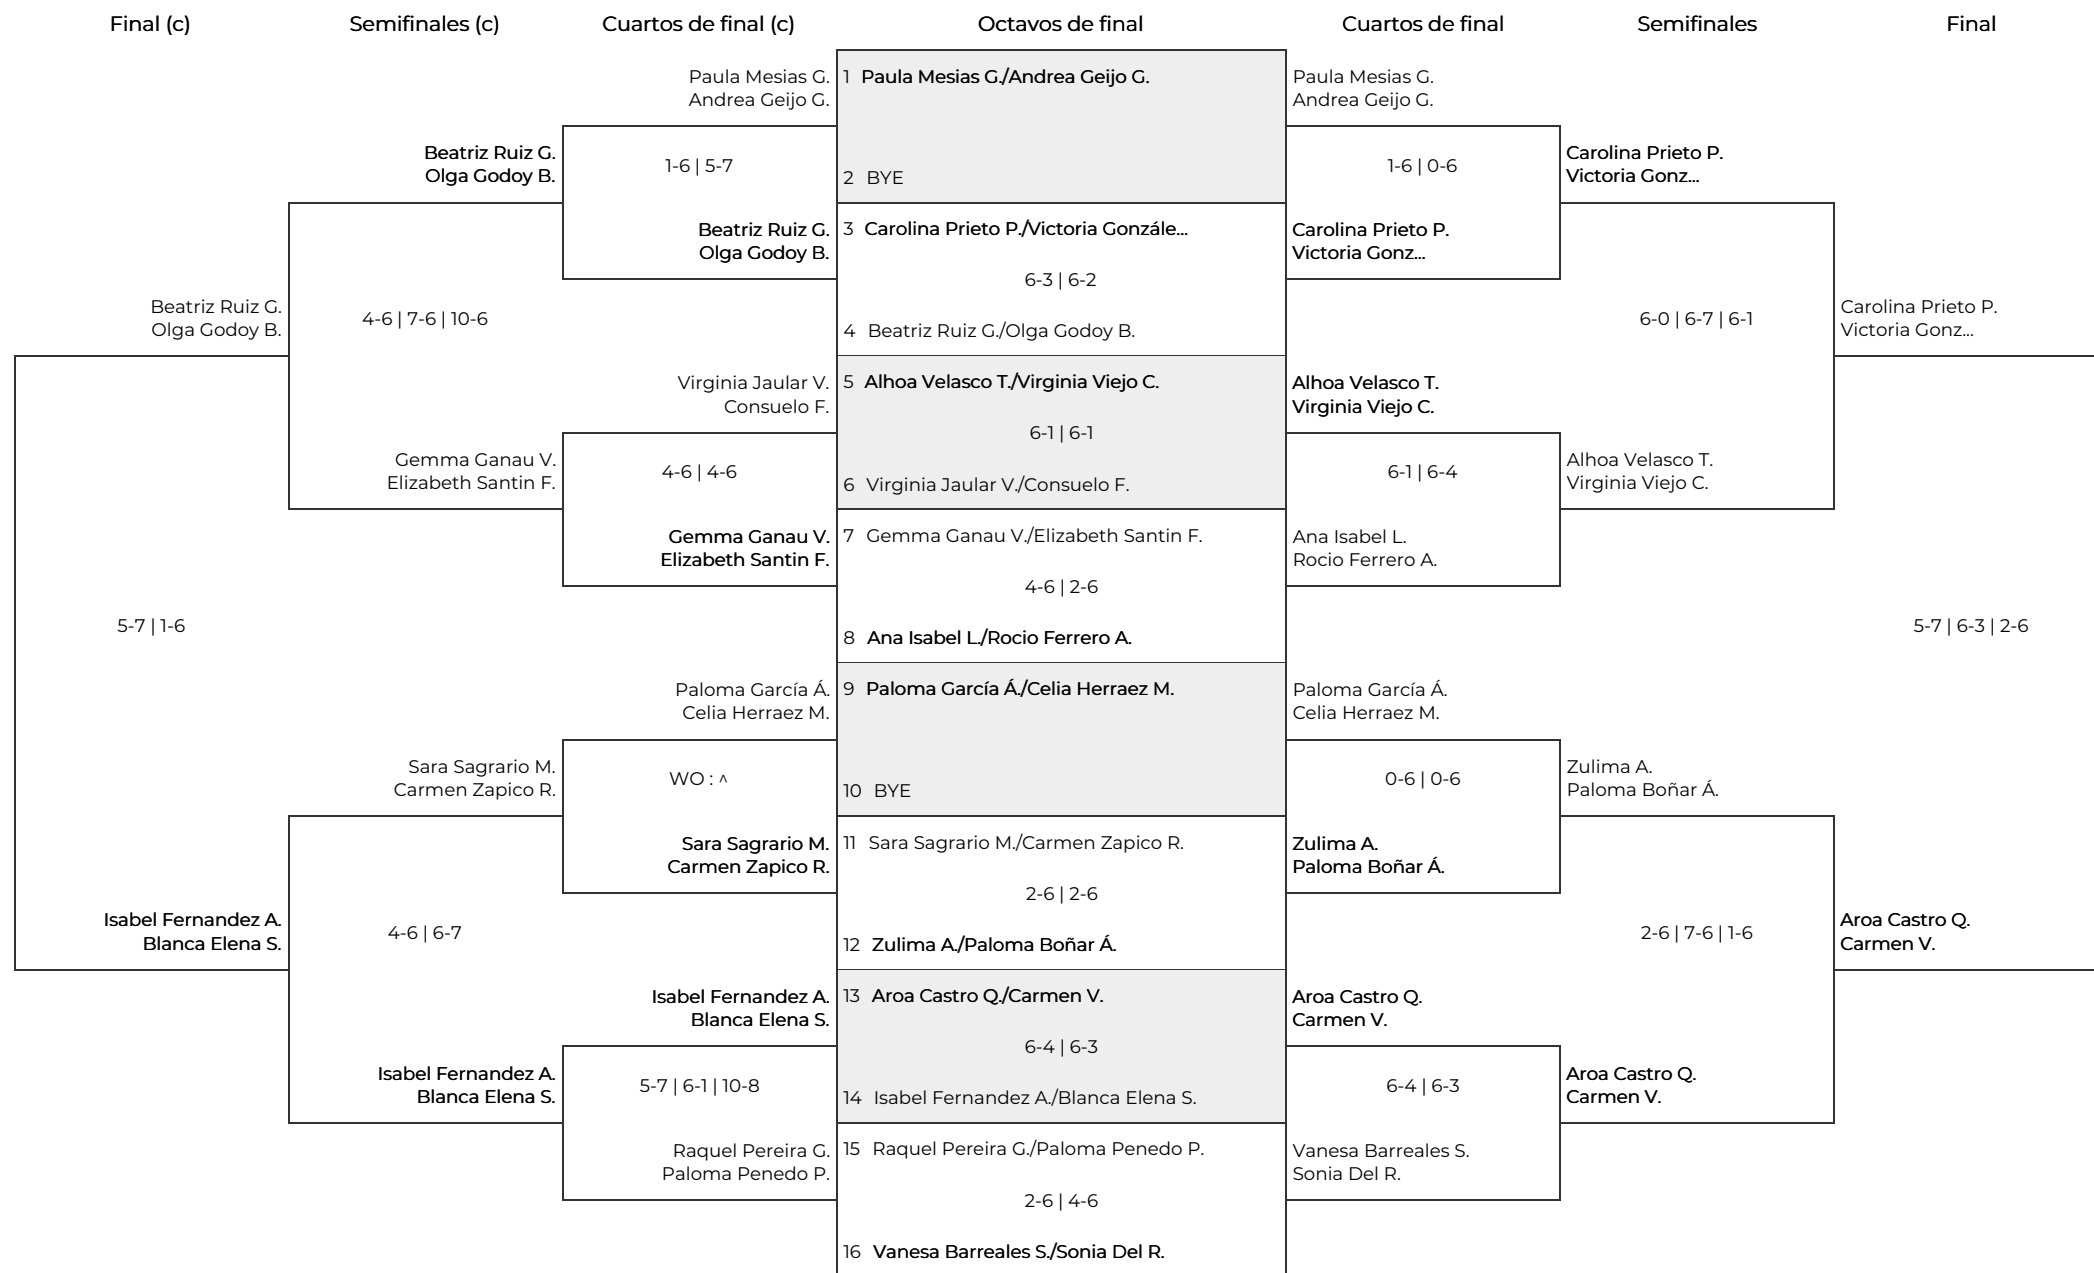 Final (c)
Semifinales (c)
Cuartos de final (c)
Octavos de final
Cuartos de final
Semifinales
Final
Paula Mesias G.
Andrea Geijo G.
1 Paula Mesias G./Andrea Geijo G.
Paula Mesias G.
Andrea Geijo G.
Beatriz Ruiz G.
Olga Godoy B.
1-6 | 5-7
2 BYE
1-6 | 0-6
Carolina Prieto P.
Victoria Gonz...
Beatriz Ruiz G.
Olga Godoy B.
3 Carolina Prieto P./Victoria Gonzále...
Carolina Prieto P.
Victoria Gonz...
6-3 | 6-2
Beatriz Ruiz G.
Olga Godoy B.
4-6 | 7-6 | 10-6
4 Beatriz Ruiz G./Olga Godoy B.
6-0 | 6-7 | 6-1
Carolina Prieto P.
Victoria Gonz...
Virginia Jaular V.
Consuelo F.
5 Alhoa Velasco T./Virginia Viejo C.
Alhoa Velasco T.
Virginia Viejo C.
6-1 | 6-1
Gemma Ganau V.
Elizabeth Santin F.
4-6 | 4-6
6 Virginia Jaular V./Consuelo F.
6-1 | 6-4
Alhoa Velasco T.
Virginia Viejo C.
Gemma Ganau V.
Elizabeth Santin F.
7 Gemma Ganau V./Elizabeth Santin F.
Ana Isabel L.
Rocio Ferrero A.
4-6 | 2-6
5-7 | 1-6
8 Ana Isabel L./Rocio Ferrero A.
5-7 | 6-3 | 2-6
Paloma García Á.
Celia Herraez M.
9 Paloma García Á./Celia Herraez M.
Paloma García Á.
Celia Herraez M.
Sara Sagrario M.
Carmen Zapico R.
WO : ^
10 BYE
0-6 | 0-6
Zulima A.
Paloma Boñar Á.
Sara Sagrario M.
Carmen Zapico R.
11 Sara Sagrario M./Carmen Zapico R.
Zulima A.
Paloma Boñar Á.
2-6 | 2-6
Isabel Fernandez A.
Blanca Elena S.
4-6 | 6-7
12 Zulima A./Paloma Boñar Á.
2-6 | 7-6 | 1-6
Aroa Castro Q.
Carmen V.
Isabel Fernandez A.
Blanca Elena S.
13 Aroa Castro Q./Carmen V.
Aroa Castro Q.
Carmen V.
6-4 | 6-3
Isabel Fernandez A.
Blanca Elena S.
5-7 | 6-1 | 10-8
14 Isabel Fernandez A./Blanca Elena S.
6-4 | 6-3
Aroa Castro Q.
Carmen V.
Raquel Pereira G.
Paloma Penedo P.
15 Raquel Pereira G./Paloma Penedo P.
Vanesa Barreales S.
Sonia Del R.
2-6 | 4-6
16 Vanesa Barreales S./Sonia Del R.